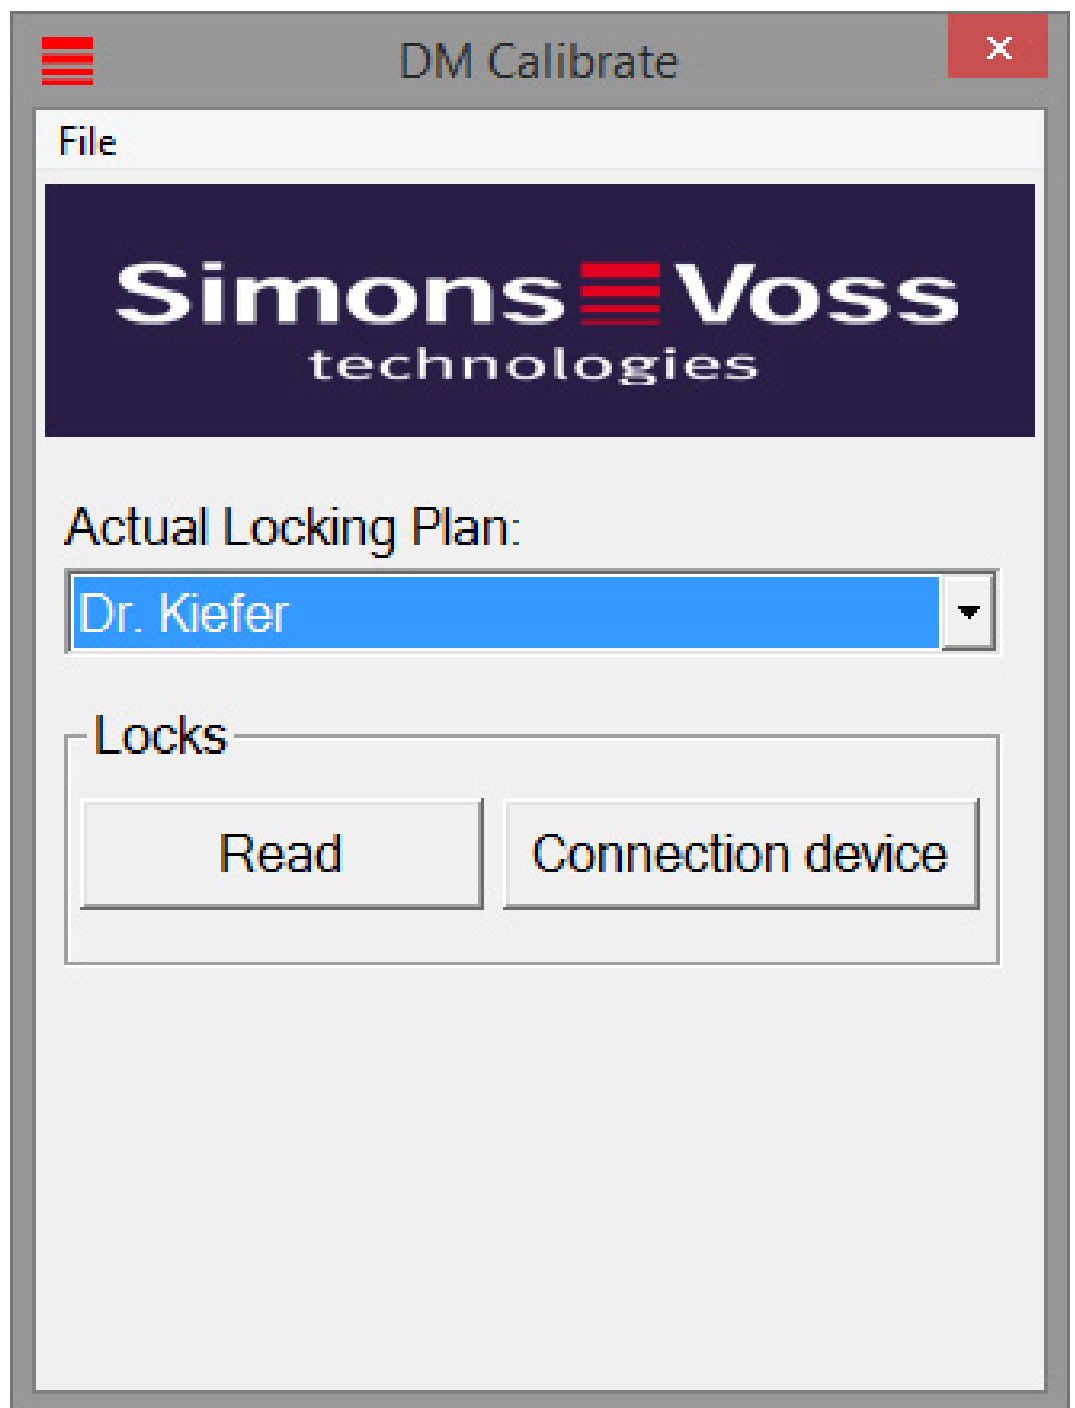 DM Calibrate
File
Simons Voss
technologies
Actual Locking Plan:
Dr. Kiefer
Locks
Read Connection device